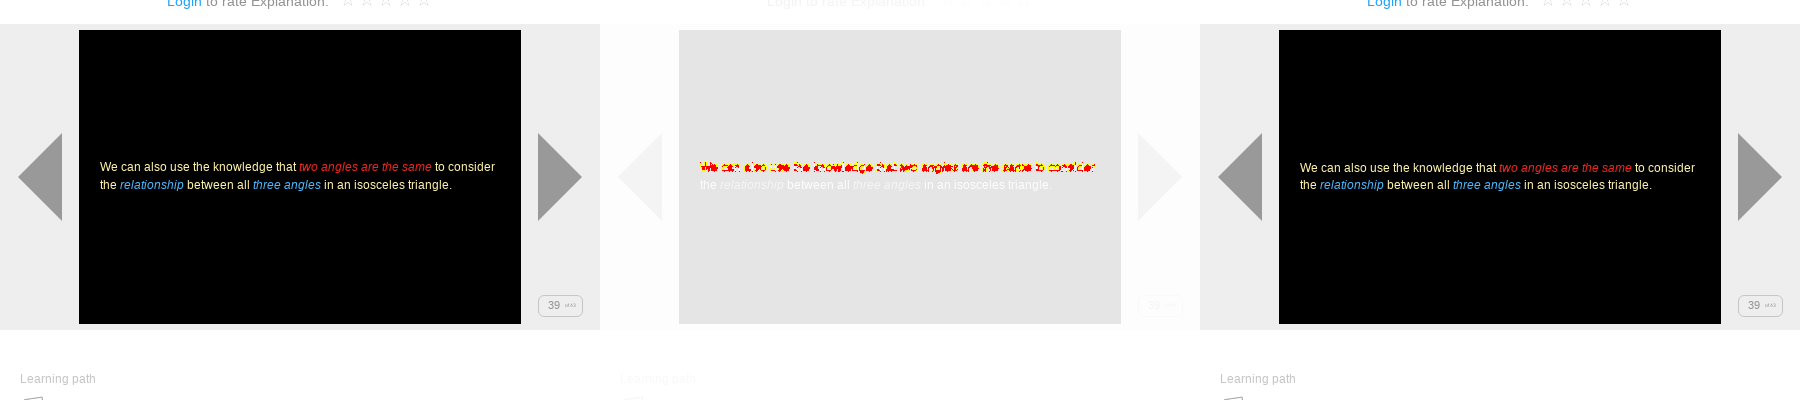 Login to rate Explanation: ☆ ☆ ☆ ☆ ☆
Login to rate Explanation:
Login to rate Explanation: ☆ ☆ ☆ ☆ ☆
We can also use the knowledge that two angles are the same to consider
the relationship between all three angles in an isosceles triangle.
We can also use the knowledge that two angles are the same to consider
the relationship between all three angles in an isosceles triangle.
We can also use the knowledge that two angles are the same to consider
the relationship between all three angles in an isosceles triangle.
39
39
39
Learning path
Learning path
Learning path